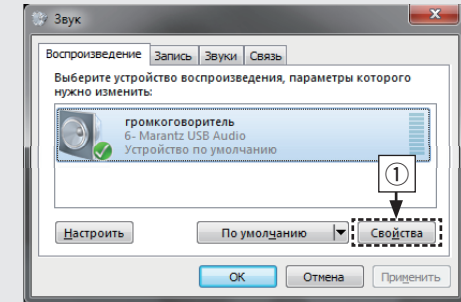 Звук
Воспроизведение Запись Звуки Связь
Выберите устройство воспроизведения, параметры которого
нужно изменить:
громкоговоритель
6- Marantz USB Audio
Устройство по умолчанию
1
Настроить По умолчанию Свойства
ОК Отмена Применить